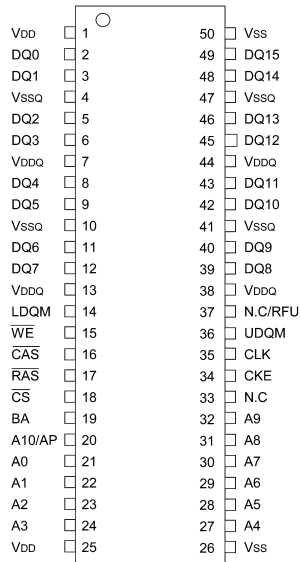 VDD 1 50 VSS
DQ0 2 49 DQ15
DQ1 3 48 DQ14
VSSQ 4 47 VSSQ
DQ2 5 46 DQ13
DQ3 6 45 DQ12
VDDQ 7 44 VDDQ
DQ4 8 43 DQ11
DQ5 9 42 DQ10
VSSQ 10 41 VSSQ
DQ6 11 40 DQ9
DQ7 12 39 DQ8
VDDQ 13 38 VDDQ
LDQM 14 37 N.C/RFU
WE 15 36 UDQM
CAS 16 35 CLK
RAS 17 34 CKE
CS 18 33 N.C
BA 19 32 A9
A10/AP 20 31 A8
A0 21 30 A7
A1 22 29 A6
A2 23 28 A5
A3 24 27 A4
VDD 25 26 VSS